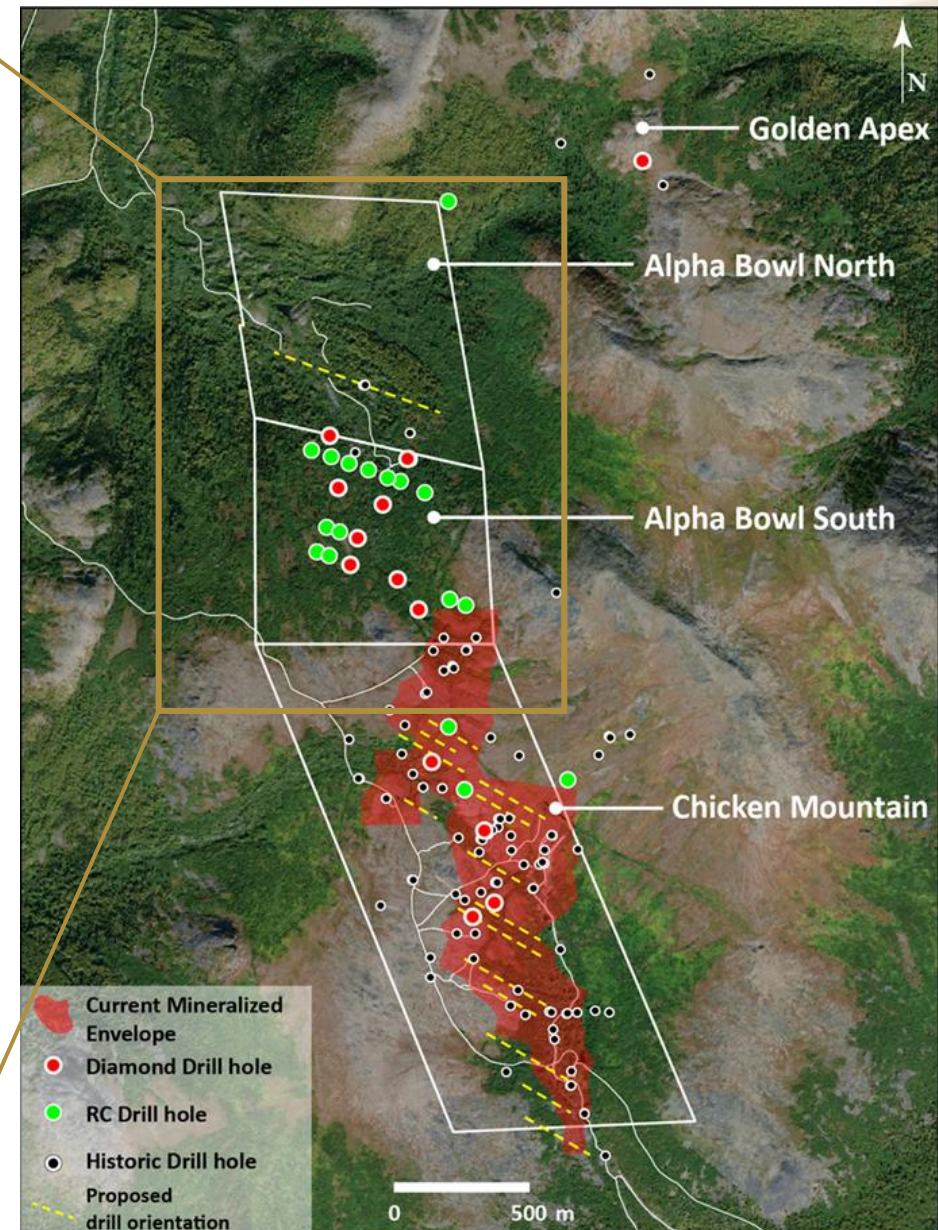 N
Golden Apex
Alpha Bowl North
Alpha Bowl South
Chicken Mountain
Current Mineralized
Envelope
Diamond Drill hole
RC Drill hole
Historic Drill hole
Proposed
drill orientation
0 500 m